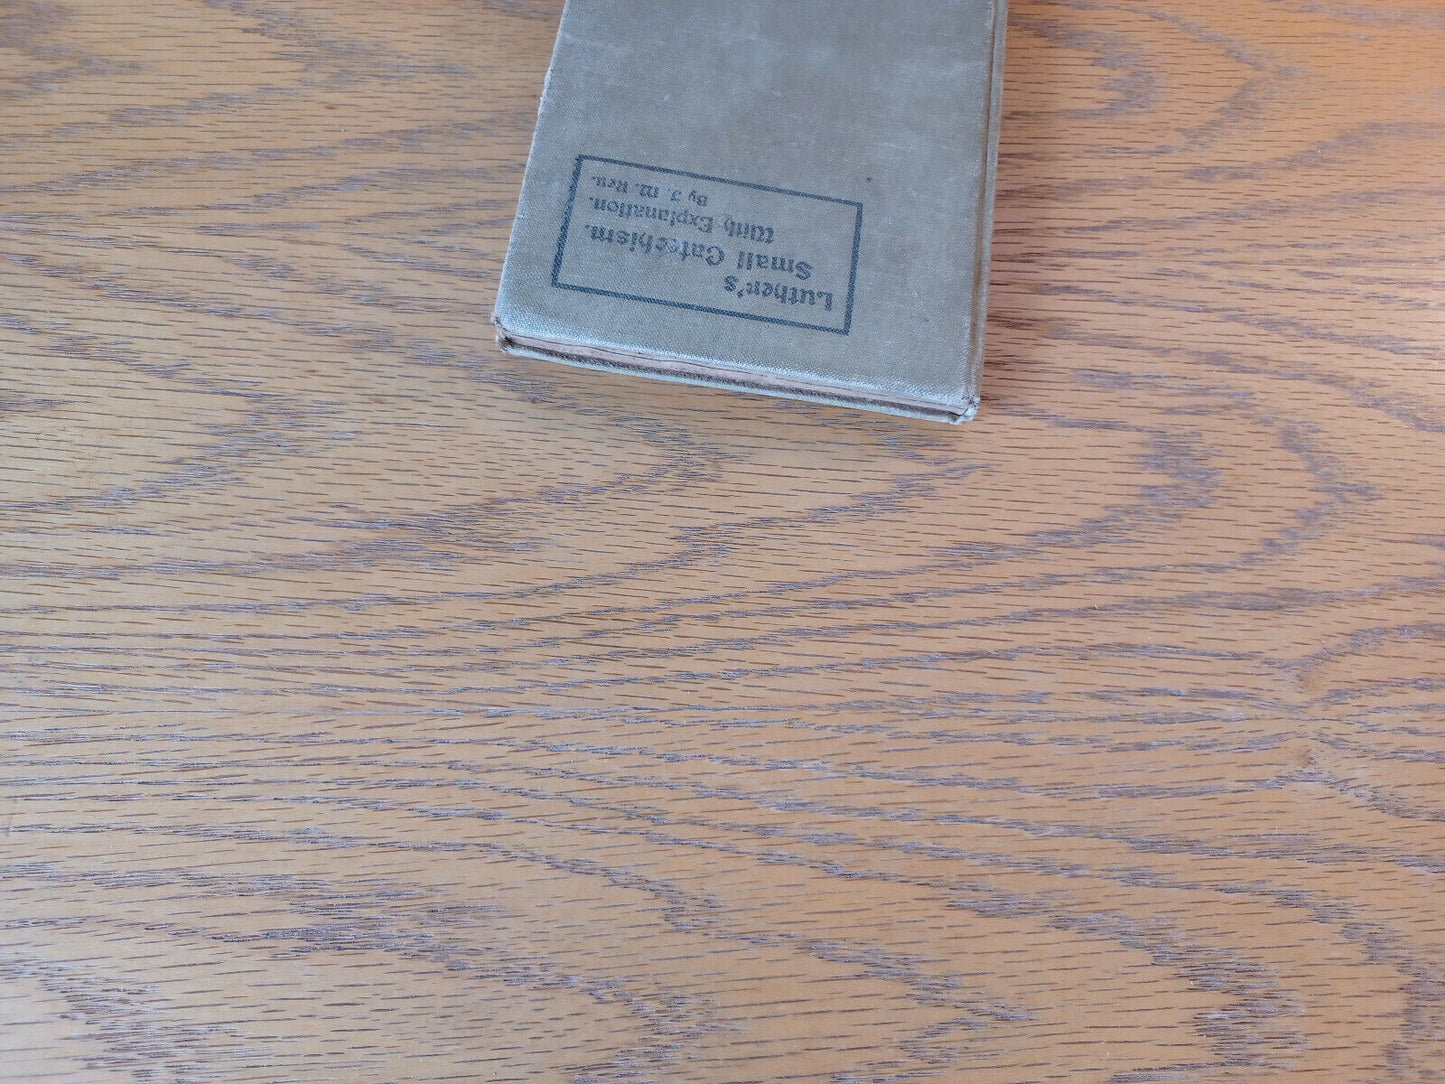 Luther's
Small Catechism.
With Explanation.
By J. M. Reu.